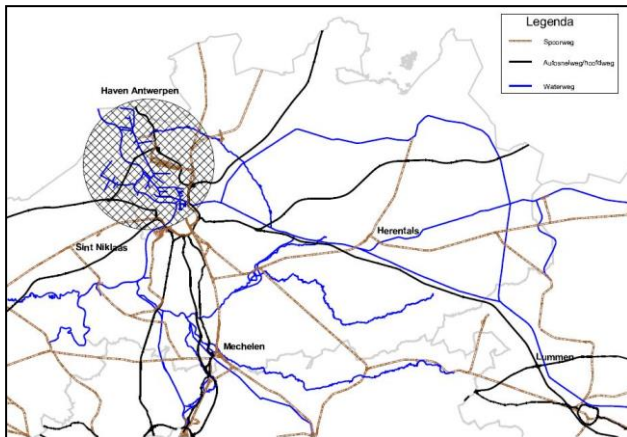 Legenda
Spoorweg
Autosnelweg/hoofdweg
Waterweg
Haven Antwerpen
Sint Niklaas
Herentals
Mechelen
Lummen